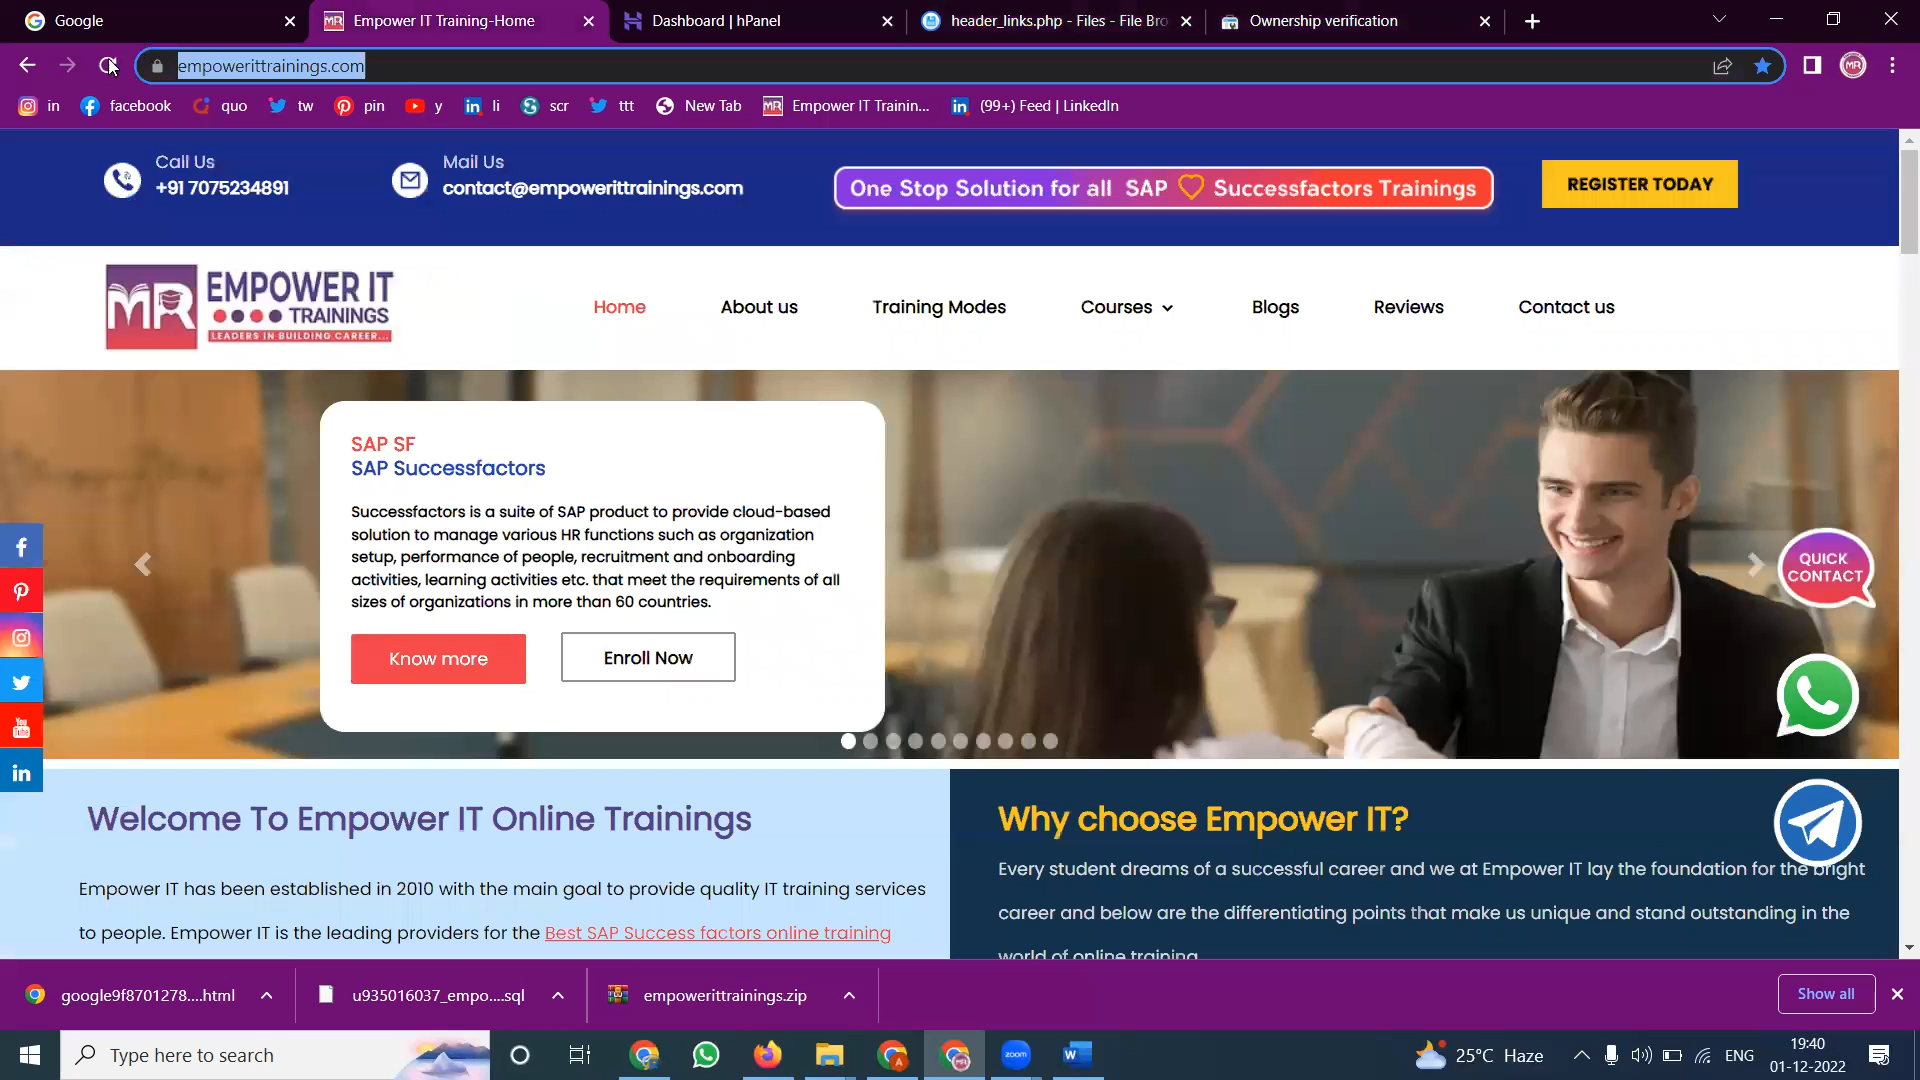 Google
Empower IT Training-Home
Dashboard | hPanel
header_links.php - Files - File Bro
Ownership verification
empowerittrainings.com
in
facebook
quo
tw
pin
y
li
scr
ttt
New Tab
Empower IT Trainin...
(99+) Feed | LinkedIn
Call Us
+91 7075234891
Mail Us
contact@empowerittrainings.com
One Stop Solution for all SAP Successfactors Trainings
REGISTER TODAY
MR
EMPOWER IT
TRAININGS
LEADERS IN BUILDING CAREER...
Home
About us
Training Modes
Courses
Blogs
Reviews
Contact us
SAP SF
SAP Successfactors
Successfactors is a suite of SAP product to provide cloud-based
solution to manage various HR functions such as organization
setup, performance of people, recruitment and onboarding
activities, learning activities etc. that meet the requirements of all
sizes of organizations in more than 60 countries.
Know more
Enroll Now
QUICK
CONTACT
Welcome To Empower IT Online Trainings
Empower IT has been established in 2010 with the main goal to provide quality IT training services
to people. Empower IT is the leading providers for the Best SAP Success factors online training
Why choose Empower IT?
Every student dreams of a successful career and we at Empower IT lay the foundation for the bright
career and below are the differentiating points that make us unique and stand outstanding in the
world of online training.
google9f8701278....html
u935016037_empo....sql
empowerittrainings.zip
Show all
Type here to search
zoom
W
25°C Haze
ENG
19:40
01-12-2022